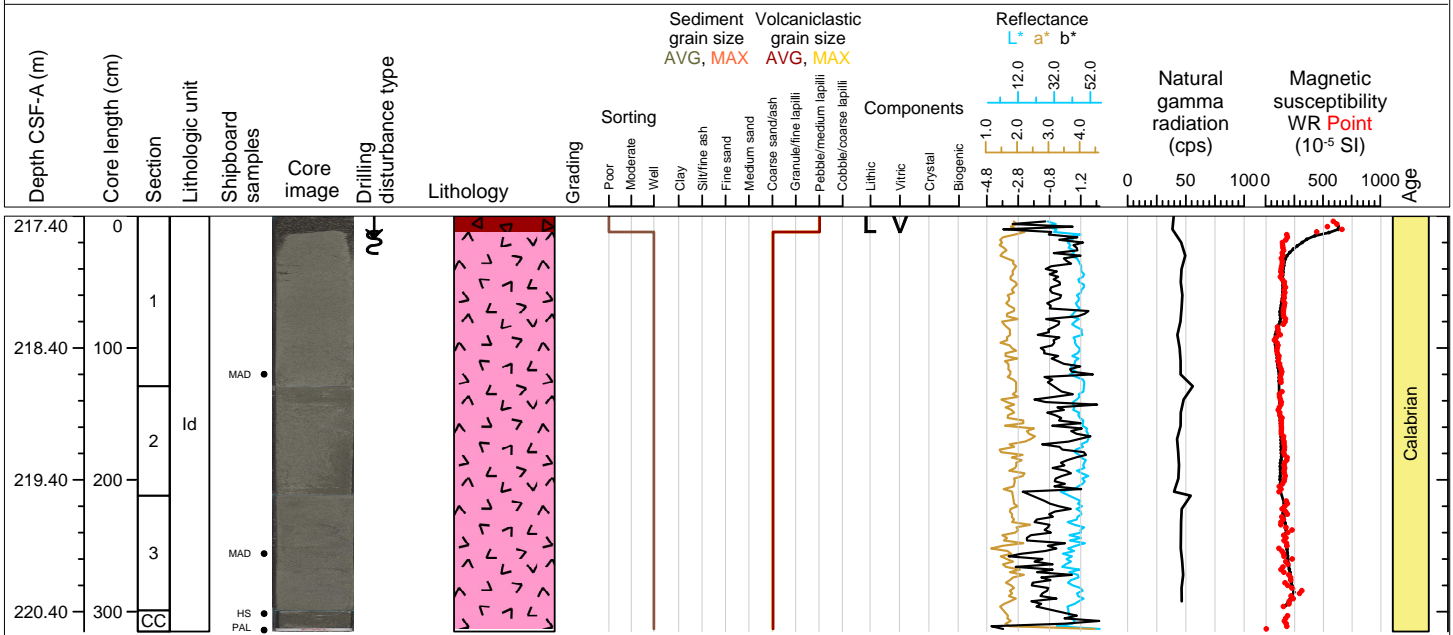 Depth CSF-A (m)
Core length (cm)
Section
Lithologic unit
Shipboard
samples
Core
image
Drilling
disturbance type
Lithology
Grading
Sediment
grain size
AVG, MAX
Volcaniclastic
grain size
AVG, MAX
Sorting
Poor
Moderate
Well
Clay
Silt/fine ash
Fine sand
Medium sand
Coarse sand/ash
Granule/fine lapilli
Pebble/medium lapilli
Cobble/coarse lapilli
Components
Lithic
Vitric
Crystal
Biogenic
Reflectance
L* a* b*
12.0 32.0 52.0
1.0 2.0 3.0 4.0
−4.8 −2.8 −0.8 1.2
Natural
gamma
radiation
(cps)
0 50 100
Magnetic
susceptibility
WR Point
(10-5 SI)
0 500 1000
Age
217.40 0
L V
1
218.40 100
MAD
Id
2
219.40 200
Calabrian
3
MAD
220.40 300
HS
CC
PAL